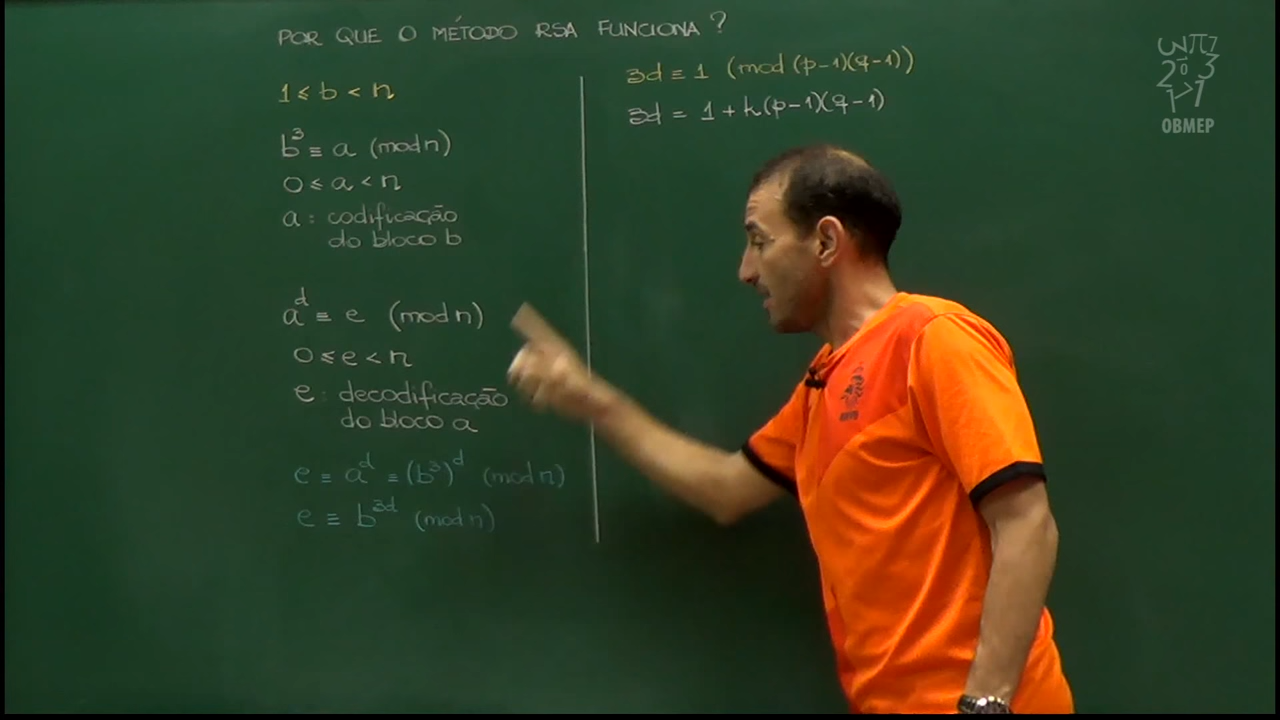 POR QUE O MÉTODO RSA FUNCIONA?
1 ≤ b < n
b³ ≡ a (mod n)
0 ≤ a < n
a: codificação
do bloco b
a^d ≡ e (mod n)
0 ≤ e < n
e: decodificação
do bloco a
e ≡ a^d ≡ (b³)^d (mod n)
e ≡ b^3d (mod n)
3d ≡ 1 (mod (p-1)(q-1))
3d = 1 + k(p-1)(q-1)
OBMEP